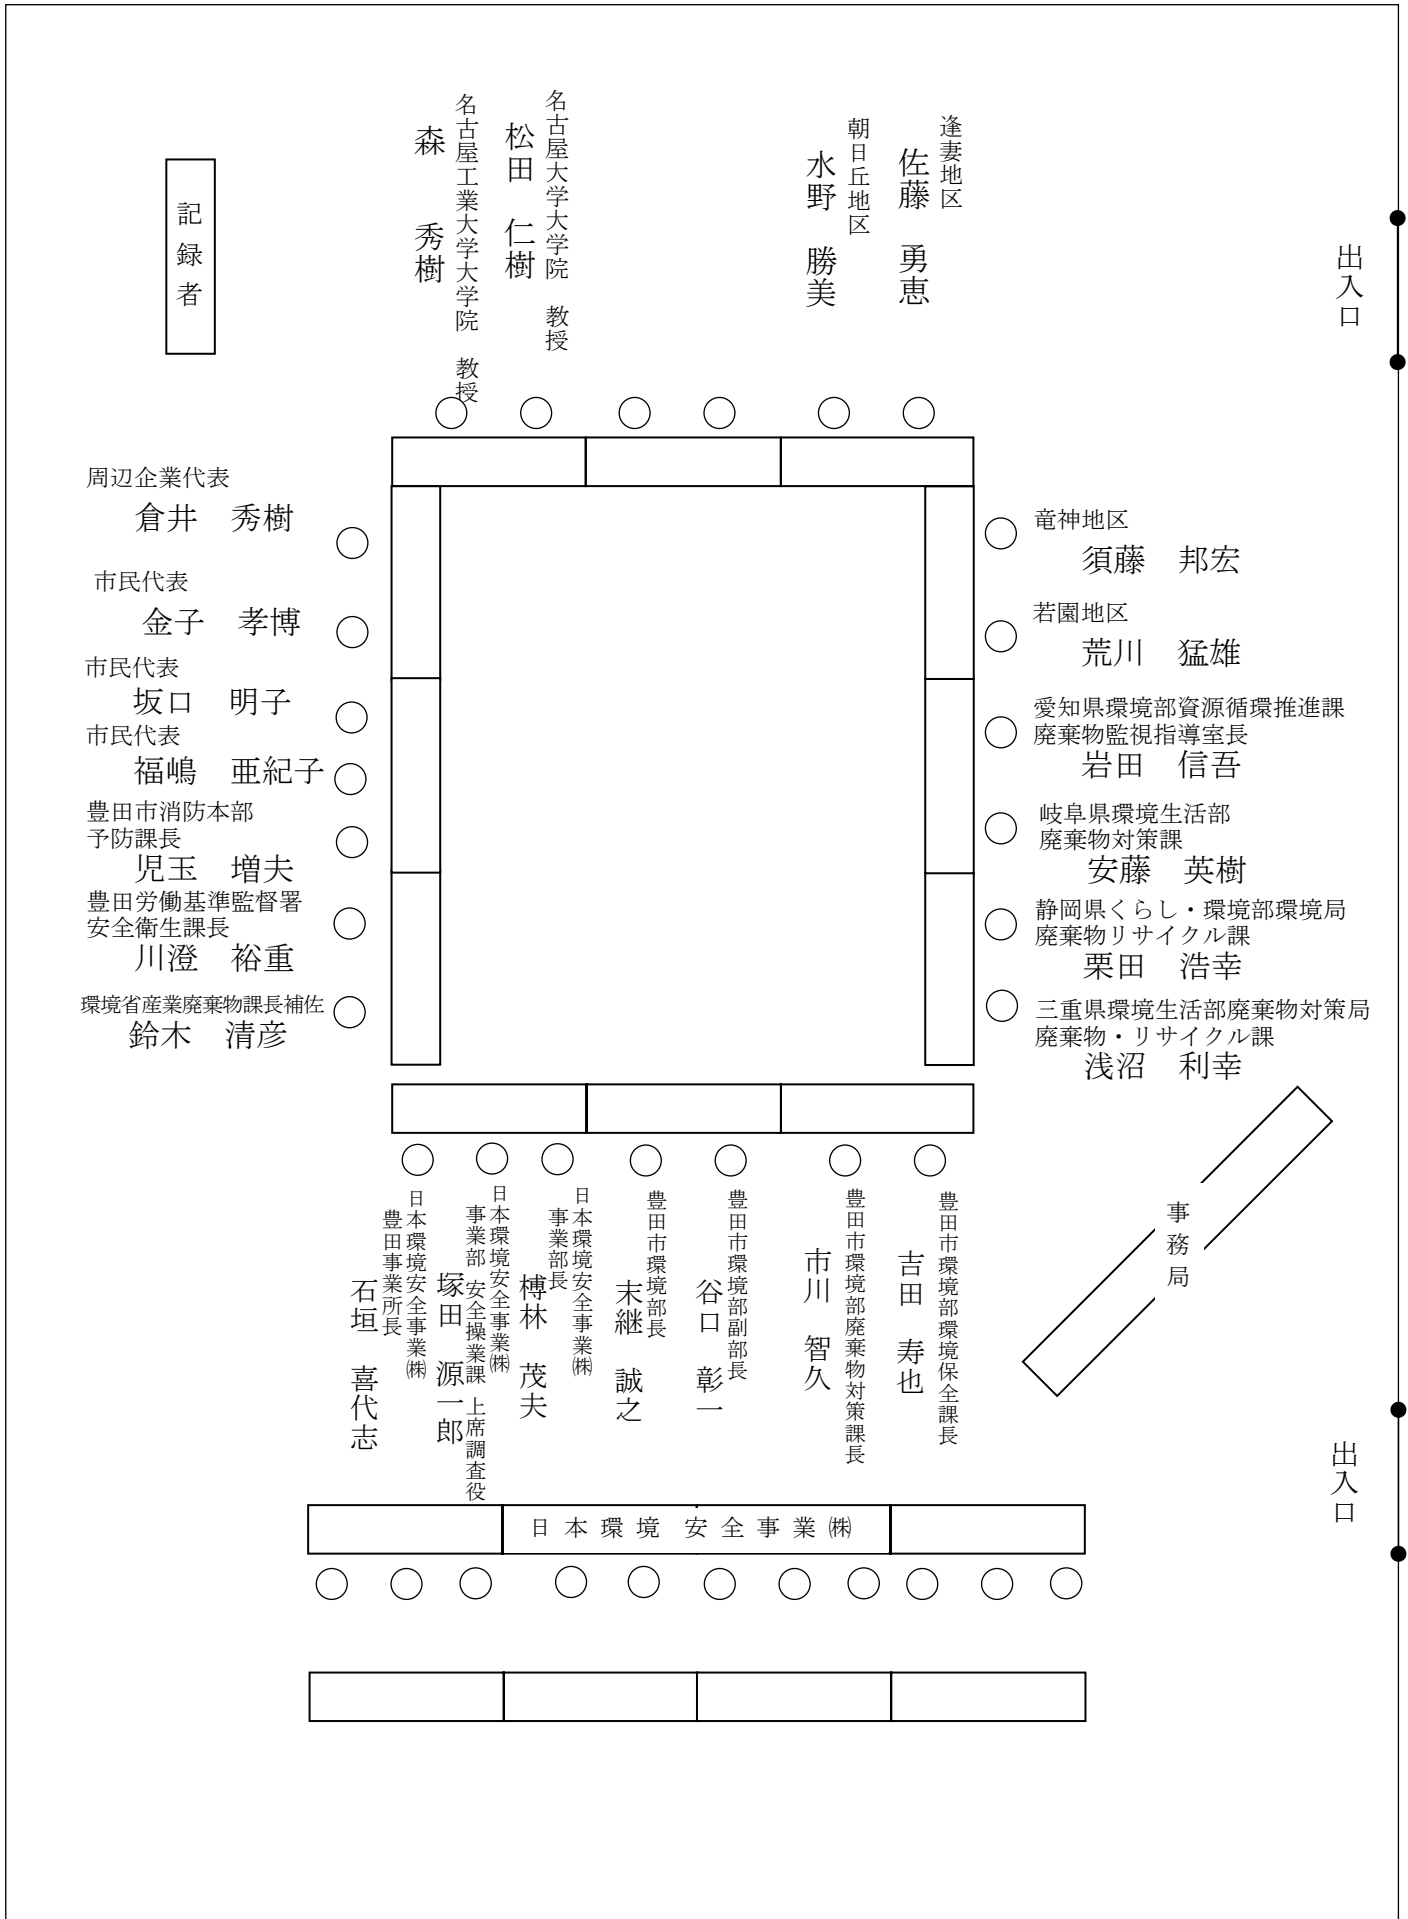 記録者
名古屋工業大学大学院　教授
森　　秀樹
名古屋大学大学院　教授
松田　仁樹
朝日丘地区
水野　勝美
逢妻地区
佐藤　勇恵
出入口
周辺企業代表
倉井　秀樹
市民代表
金子　孝博
市民代表
坂口　明子
市民代表
福嶋　亜紀子
豊田市消防本部
予防課長
児玉　増夫
豊田労働基準監督署
安全衛生課長
川澄　裕重
環境省産業廃棄物課長補佐
鈴木　清彦
竜神地区
須藤　邦宏
若園地区
荒川　猛雄
愛知県環境部資源循環推進課
廃棄物監視指導室長
岩田　信吾
岐阜県環境生活部
廃棄物対策課
安藤　英樹
静岡県くらし・環境部環境局
廃棄物リサイクル課
栗田　浩幸
三重県環境生活部廃棄物対策局
廃棄物・リサイクル課
浅沼　利幸
日本環境安全事業㈱
豊田事業所長
石垣　喜代志
日本環境安全事業㈱
事業部 安全操業課 上席調査役
塚田　源一郎
日本環境安全事業㈱
事業部長
榑林　茂夫
豊田市環境部長
末継　誠之
豊田市環境部副部長
谷口　彰一
豊田市環境部廃棄物対策課長
市川　智久
豊田市環境部環境保全課長
吉田　寿也
事務局
出入口
日本環境 安全事業㈱